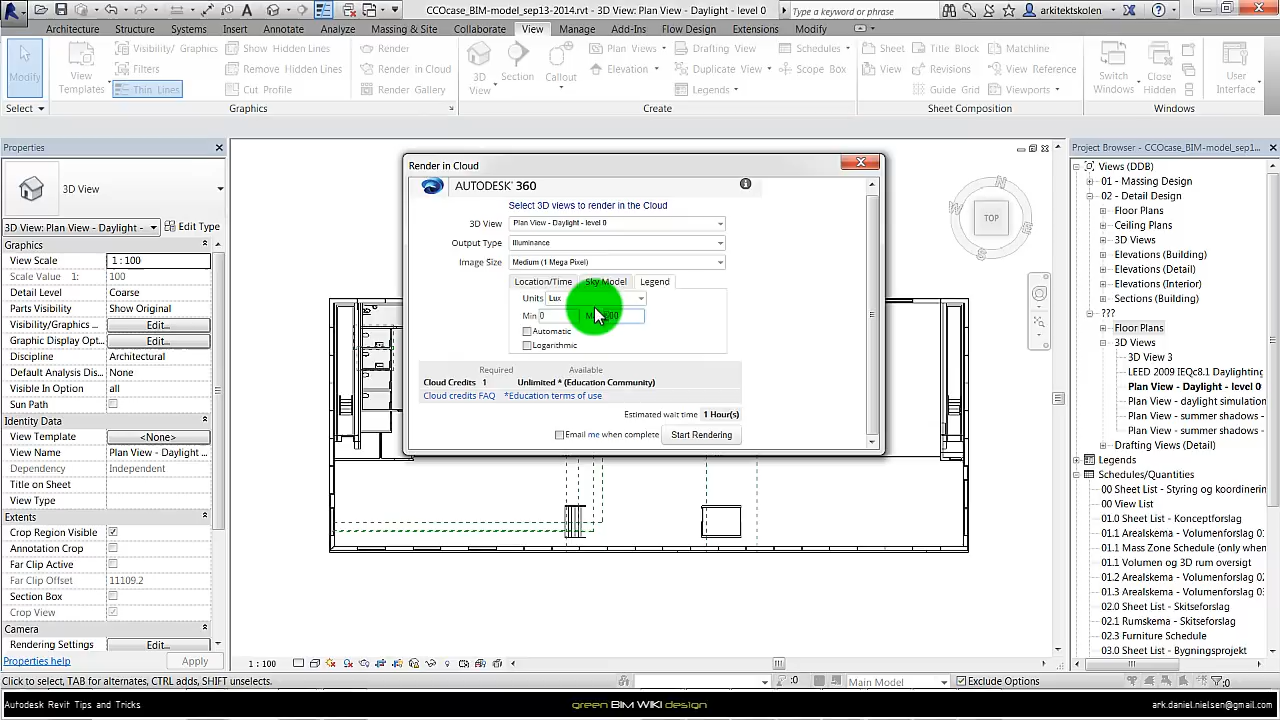 CCOcase_BIM-model_sep13-2014.rvt - 3D View: Plan View - Daylight - level 0
Type a keyword or phrase
arkitektskolen
Architecture Structure Systems Insert Annotate Analyze Massing & Site Collaborate View Manage Add-Ins Flow Design Extensions Modify
Modify
Select
View Templates
Visibility/ Graphics
Filters
Thin Lines
Show Hidden Lines
Remove Hidden Lines
Cut Profile
Graphics
Render
Render in Cloud
Render Gallery
3D View
Section
Callout
Plan Views
Elevation
Drafting View
Duplicate View
Legends
Schedules
Scope Box
Create
Sheet
View
Title Block
Revisions
Guide Grid
Matchline
View Reference
Viewports
Sheet Composition
Switch Windows
Close Hidden
User Interface
Windows
Properties
3D View
3D View: Plan View - Daylight -
Edit Type
Graphics
View Scale 1 : 100
Scale Value 1: 100
Detail Level Coarse
Parts Visibility Show Original
Visibility/Graphics ... Edit...
Graphic Display Opt... Edit...
Discipline Architectural
Default Analysis Dis... None
Visible In Option all
Sun Path
Identity Data
View Template <None>
View Name Plan View - Daylight ...
Dependency Independent
Title on Sheet
View Type
Extents
Crop Region Visible
Annotation Crop
Far Clip Active
Far Clip Offset 11109.2
Section Box
Crop View
Camera
Rendering Settings Edit...
Properties help
Apply
Render in Cloud
AUTODESK® 360
Select 3D views to render in the Cloud
3D View Plan View - Daylight - level 0
Output Type Illuminance
Image Size Medium (1 Mega Pixel)
Location/Time Sky Model Legend
Units Lux
Min 0
Automatic
Logarithmic
Required Available
Cloud Credits 1 Unlimited * (Education Community)
Cloud credits FAQ *Education terms of use
Estimated wait time 1 Hour(s)
Email me when complete Start Rendering
TOP
Project Browser - CCOcase_BIM-model_sep1...
Views (DDB)
01 - Massing Design
02 - Detail Design
Floor Plans
Ceiling Plans
3D Views
Elevations (Building)
Elevations (Detail)
Elevations (Interior)
Sections (Building)
???
Floor Plans
3D Views
3D View 3
LEED 2009 IEQc8.1 Daylighting
Plan View - Daylight - level 0
Plan View - daylight simulation
Plan View - summer shadows -
Plan View - summer shadows -
Drafting Views (Detail)
Legends
Schedules/Quantities
00 Sheet List - Styring og koordinerin
00 View List
01.0 Sheet List - Konceptforslag
01.1 Arealskema - Volumenforslag 01
01.1 Mass Zone Schedule (only when
01.1 Volumen og 3D rum oversigt
01.2 Arealskema - Volumenforslag 02
01.3 Arealskema - Volumenforslag 03
02.0 Sheet List - Skitseforslag
02.1 Rumskema - Skitseforslag
02.3 Furniture Schedule
03.0 Sheet List - Bygningsprojekt
1 : 100
Click to select, TAB for alternates, CTRL adds, SHIFT unselects.
:0
Main Model
Exclude Options
:0
Autodesk Revit Tips and Tricks
green BIM WIKI design
ark.daniel.nielsen@gmail.com